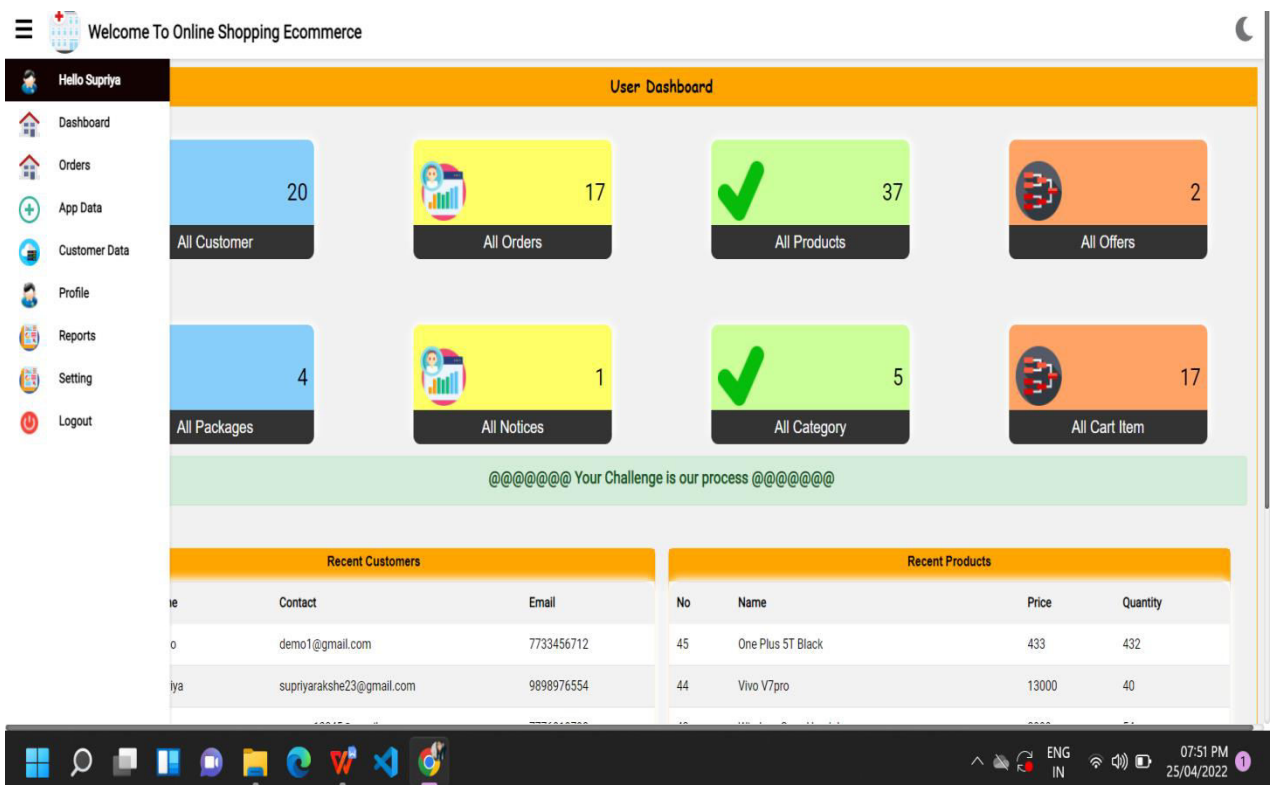 Welcome To Online Shopping Ecommerce
Hello Supriya
Dashboard
Orders
App Data
Customer Data
Profile
Reports
Setting
Logout
User Dashboard
20
All Customer
17
All Orders
37
All Products
2
All Offers
4
All Packages
1
All Notices
5
All Category
17
All Cart Item
@@@@@@@ Your Challenge is our process @@@@@@@
Recent Customers
Contact Email
demo1@gmail.com 7733456712
iya supriyarakshe23@gmail.com 9898976554
Recent Products
No Name Price Quantity
45 One Plus 5T Black 433 432
44 Vivo V7pro 13000 40
ENG
IN
07:51 PM
25/04/2022
1